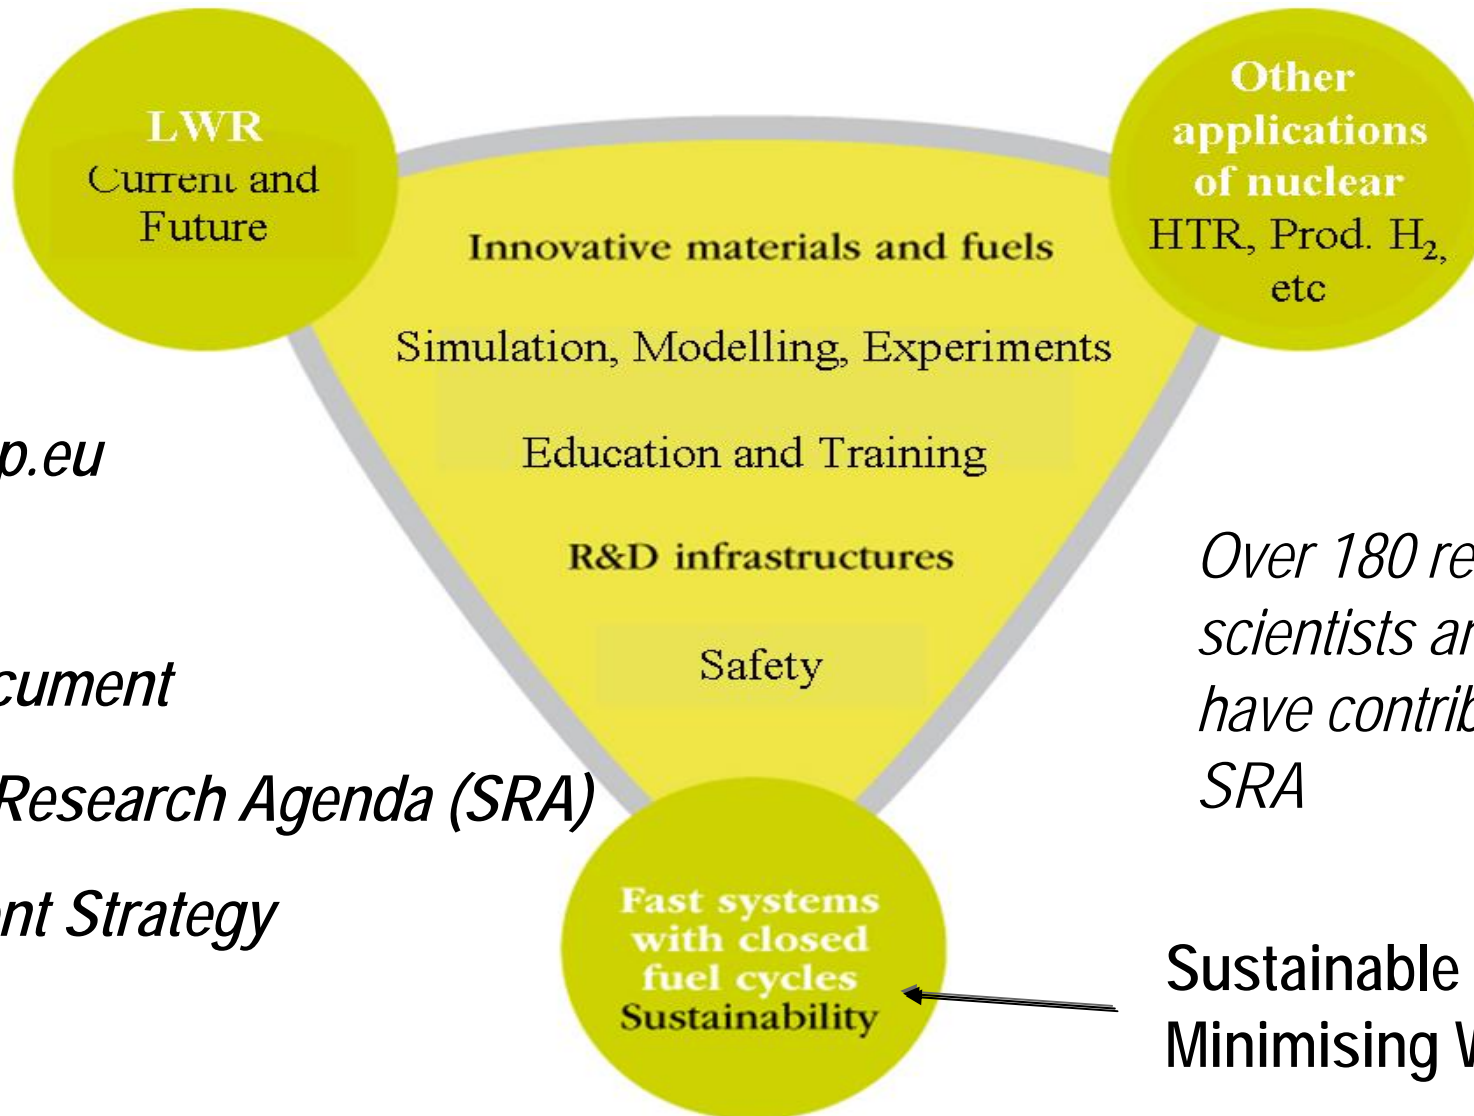 LWR
Current and
Future
Other
applications
of nuclear
HTR, Prod. H₂,
etc
Innovative materials and fuels
Simulation, Modelling, Experiments
Education and Training
R&D infrastructures
Safety
p.eu
cument
Research Agenda (SRA)
nt Strategy
Over 180 re
scientists
have contrib
SRA
Fast systems
with closed
fuel cycles
Sustainability
Sustainable
Minimising